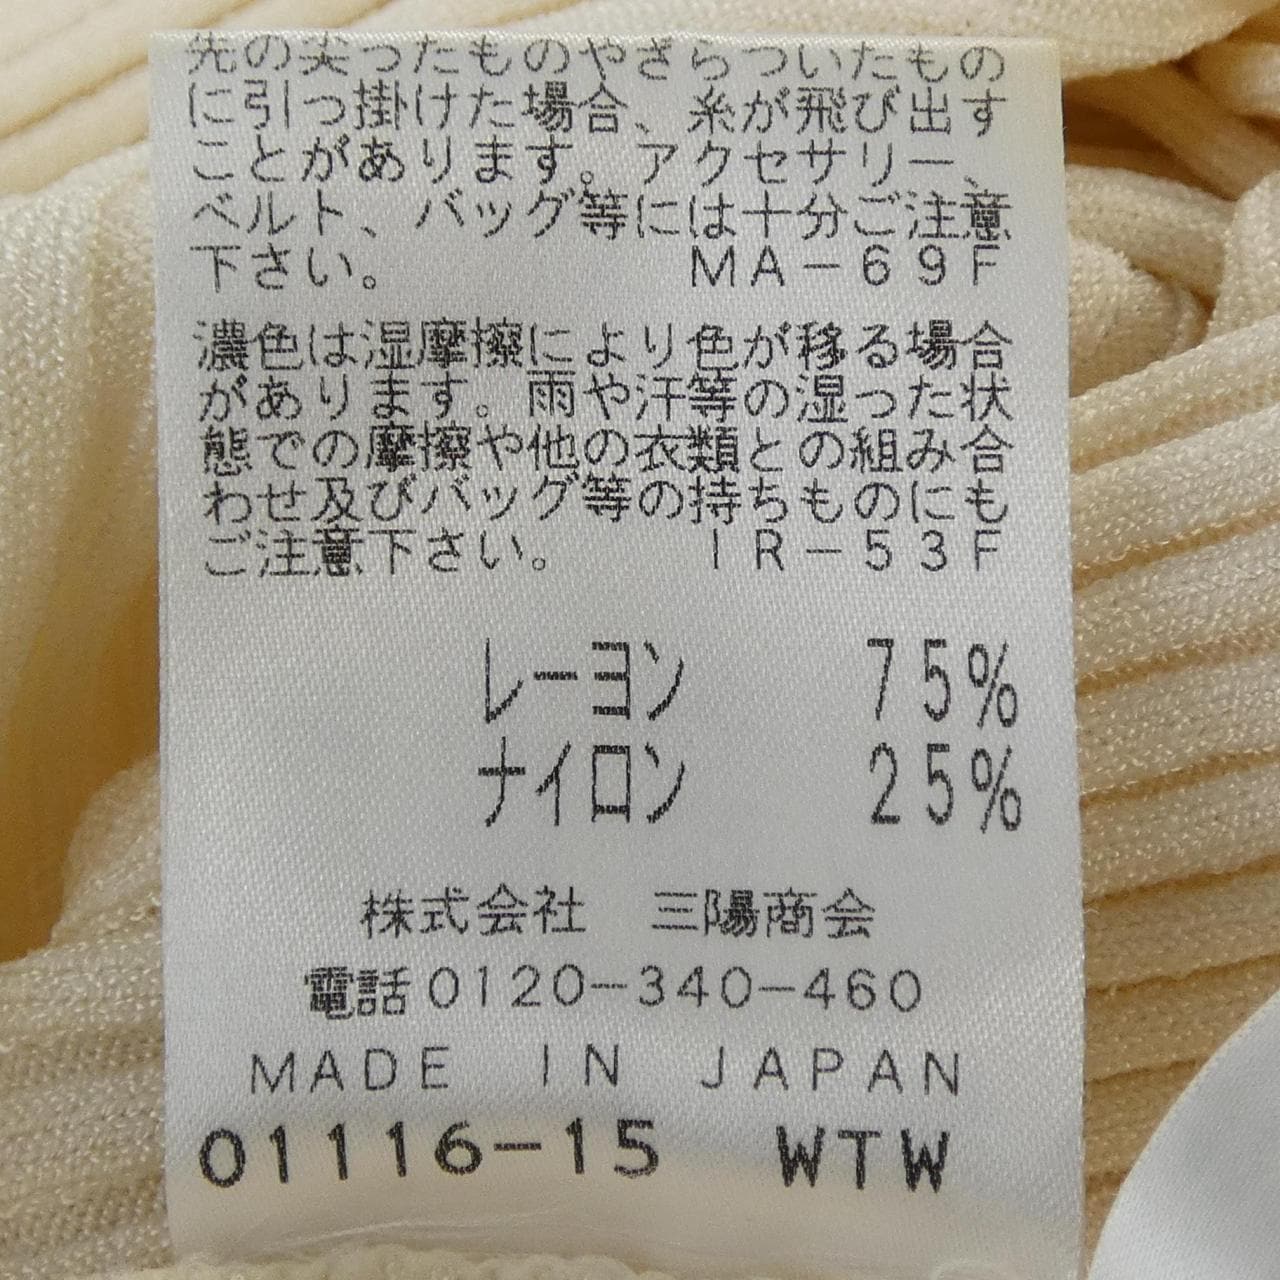 先の尖ったものやざらついたもの
に引っ掛けた場合、糸が飛び出す
ことがあります。アクセサリー、
ベルト、バッグ等には十分ご注意
下さい。 MA-69F
濃色は湿摩擦により色が移る場合
があります。雨や汗等の湿った状
態での摩擦や他の衣類との組み合
わせ及びバッグ等の持ちものにも
ご注意下さい。 IR-53F
レーヨン 75%
ナイロン 25%
株式会社 三陽商会
電話0120-340-460
MADE IN JAPAN
01116-15 WTW